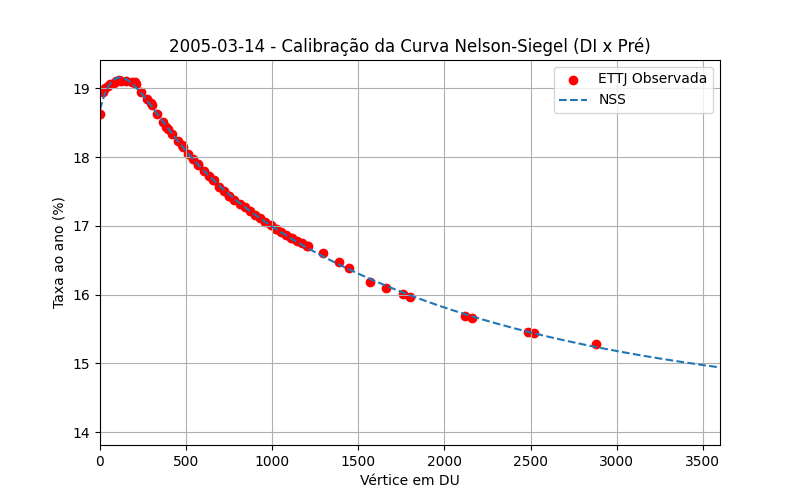 2005-03-14 - Calibração da Curva Nelson-Siegel (DI x Pré)
ETTJ Observada
NSS
Taxa ao ano (%)
19
18
17
16
15
14
0 500 1000 1500 2000 2500 3000 3500
Vértice em DU